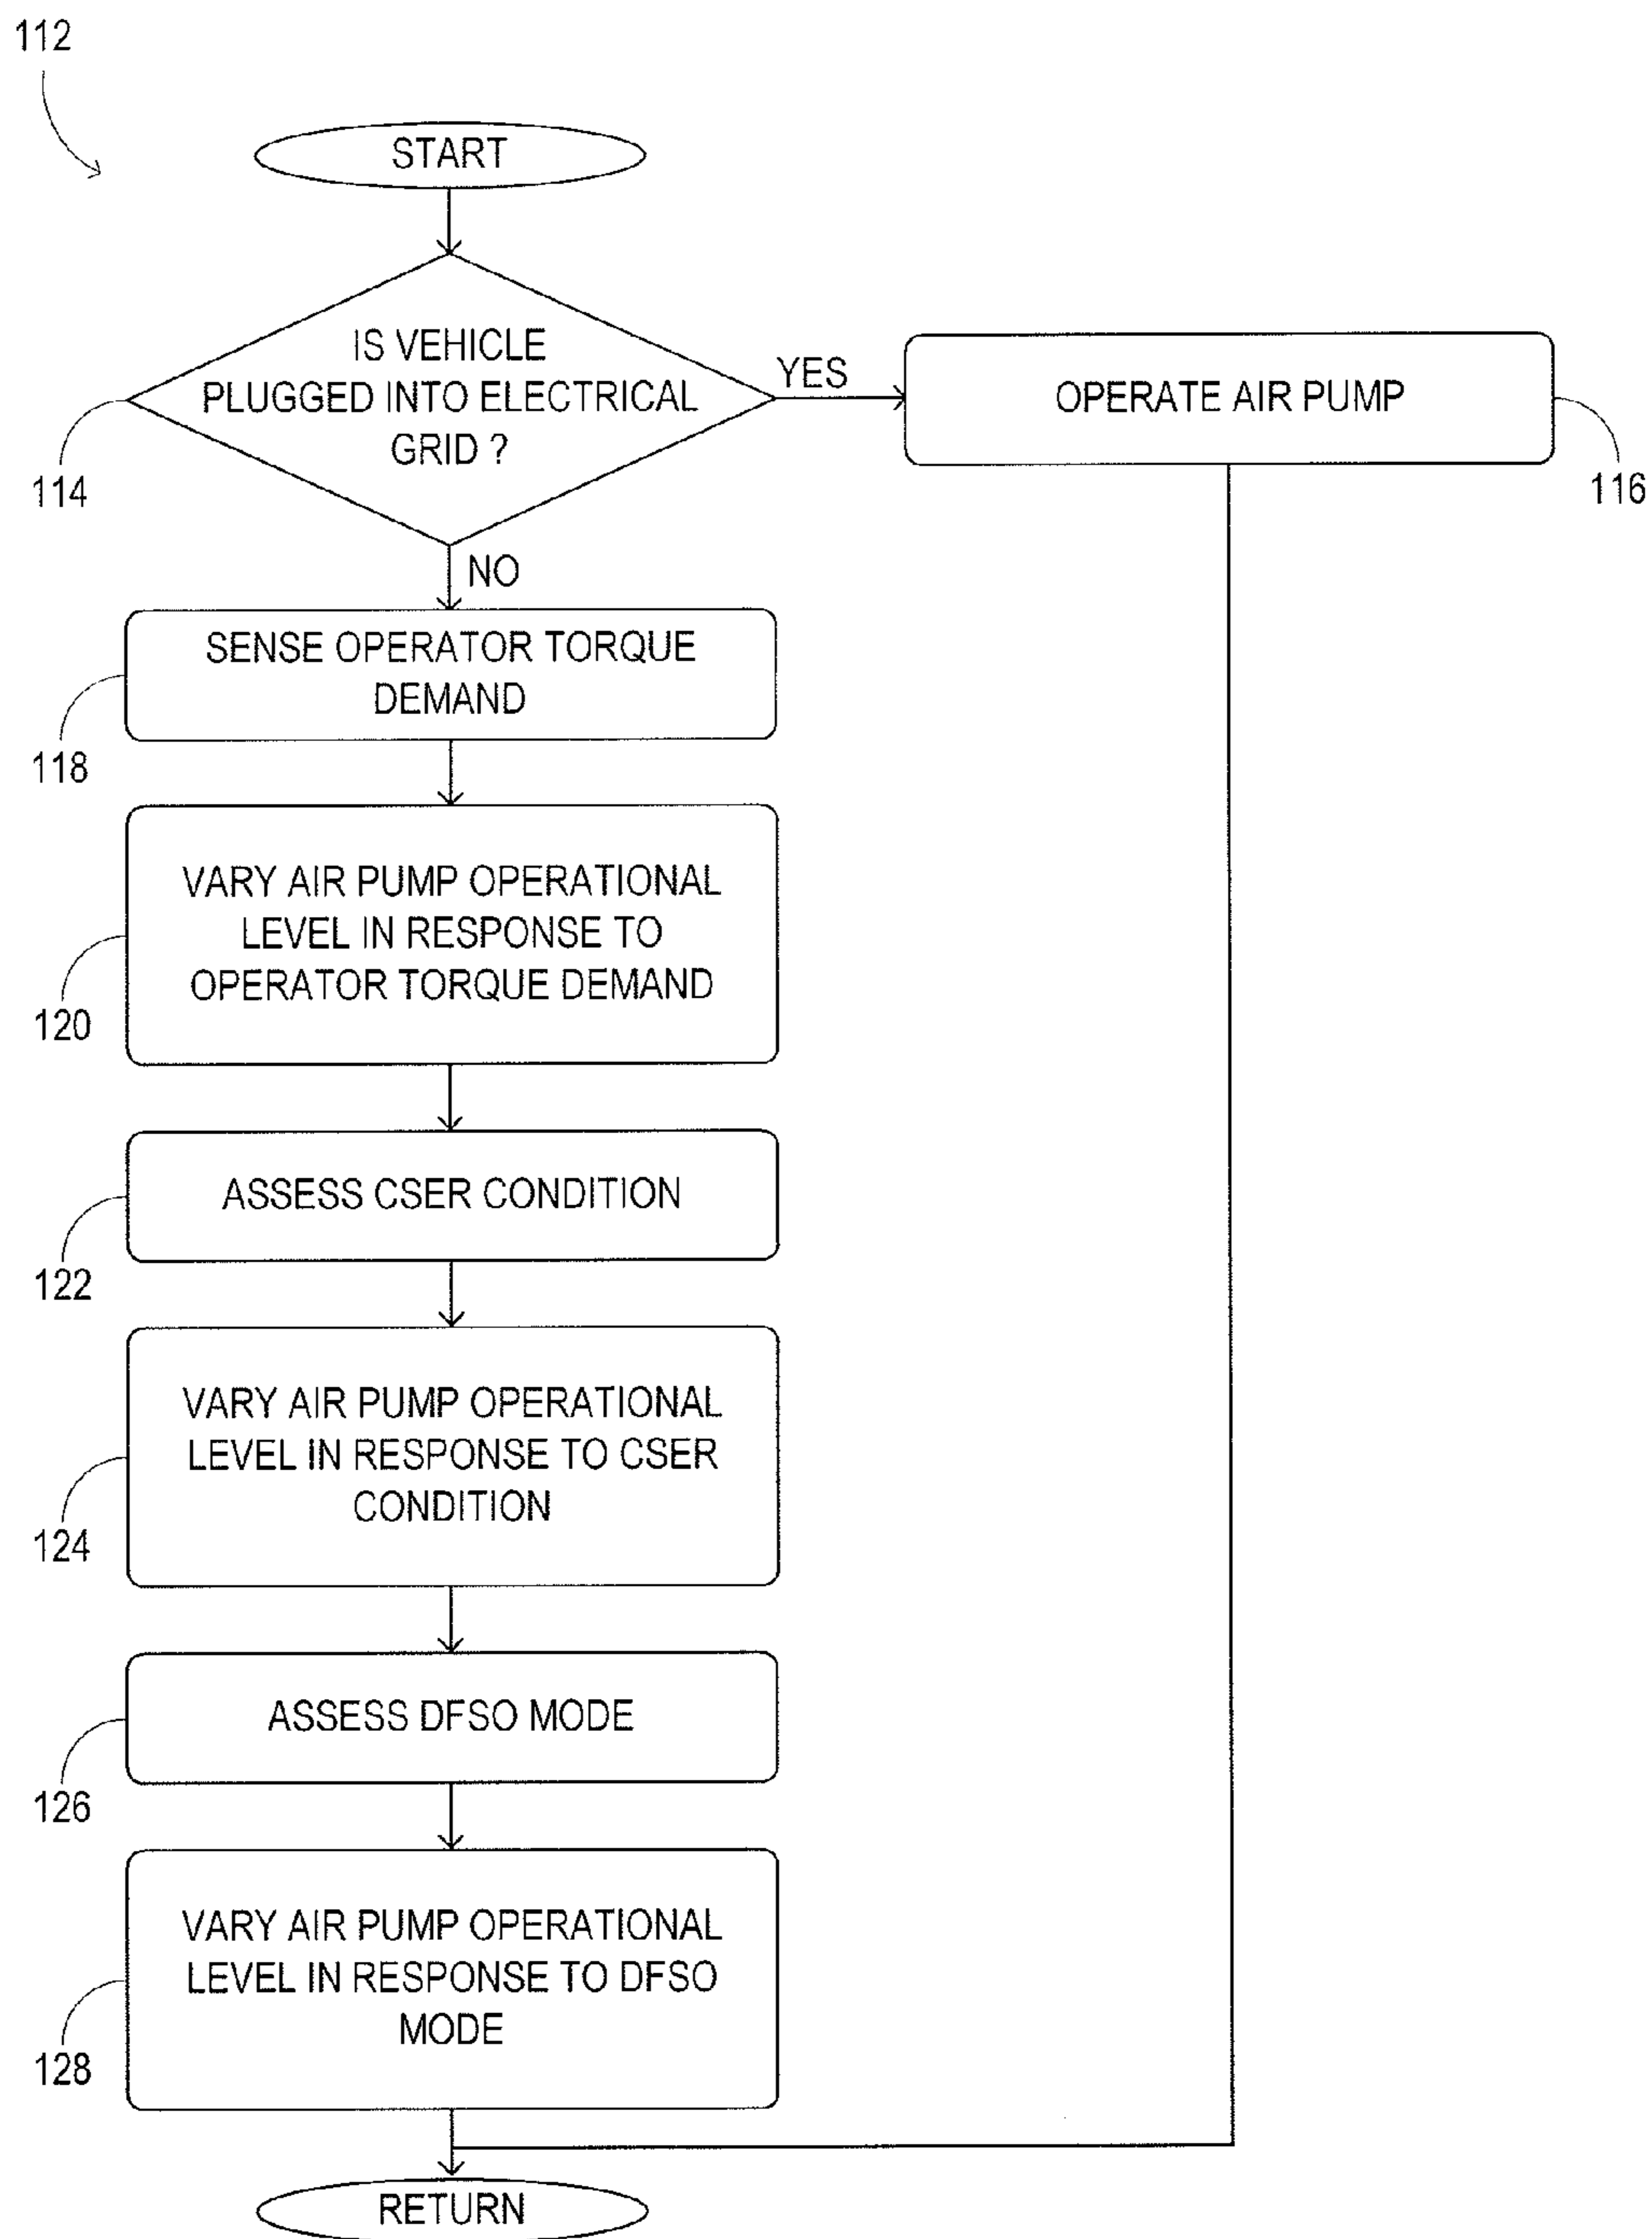 112
START
IS VEHICLE
PLUGGED INTO ELECTRICAL
GRID ?
YES
OPERATE AIR PUMP
114
116
NO
SENSE OPERATOR TORQUE
DEMAND
118
VARY AIR PUMP OPERATIONAL
LEVEL IN RESPONSE TO
OPERATOR TORQUE DEMAND
120
ASSESS CSER CONDITION
122
VARY AIR PUMP OPERATIONAL
LEVEL IN RESPONSE TO CSER
CONDITION
124
ASSESS DFSO MODE
126
VARY AIR PUMP OPERATIONAL
LEVEL IN RESPONSE TO DFSO
MODE
128
RETURN